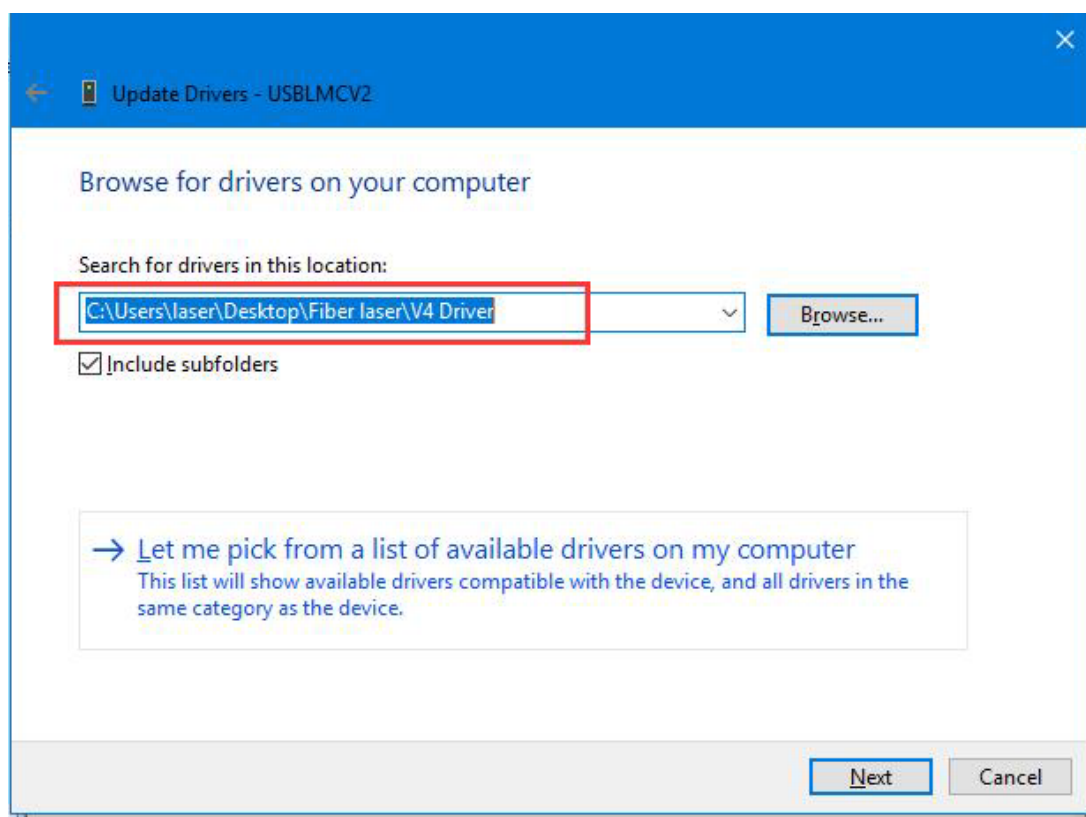 Update Drivers - USBLMCV2
Browse for drivers on your computer
Search for drivers in this location:
C:\Users\laser\Desktop\Fiber laser\V4 Driver
Browse...
Include subfolders
Let me pick from a list of available drivers on my computer
This list will show available drivers compatible with the device, and all drivers in the
same category as the device.
Next
Cancel